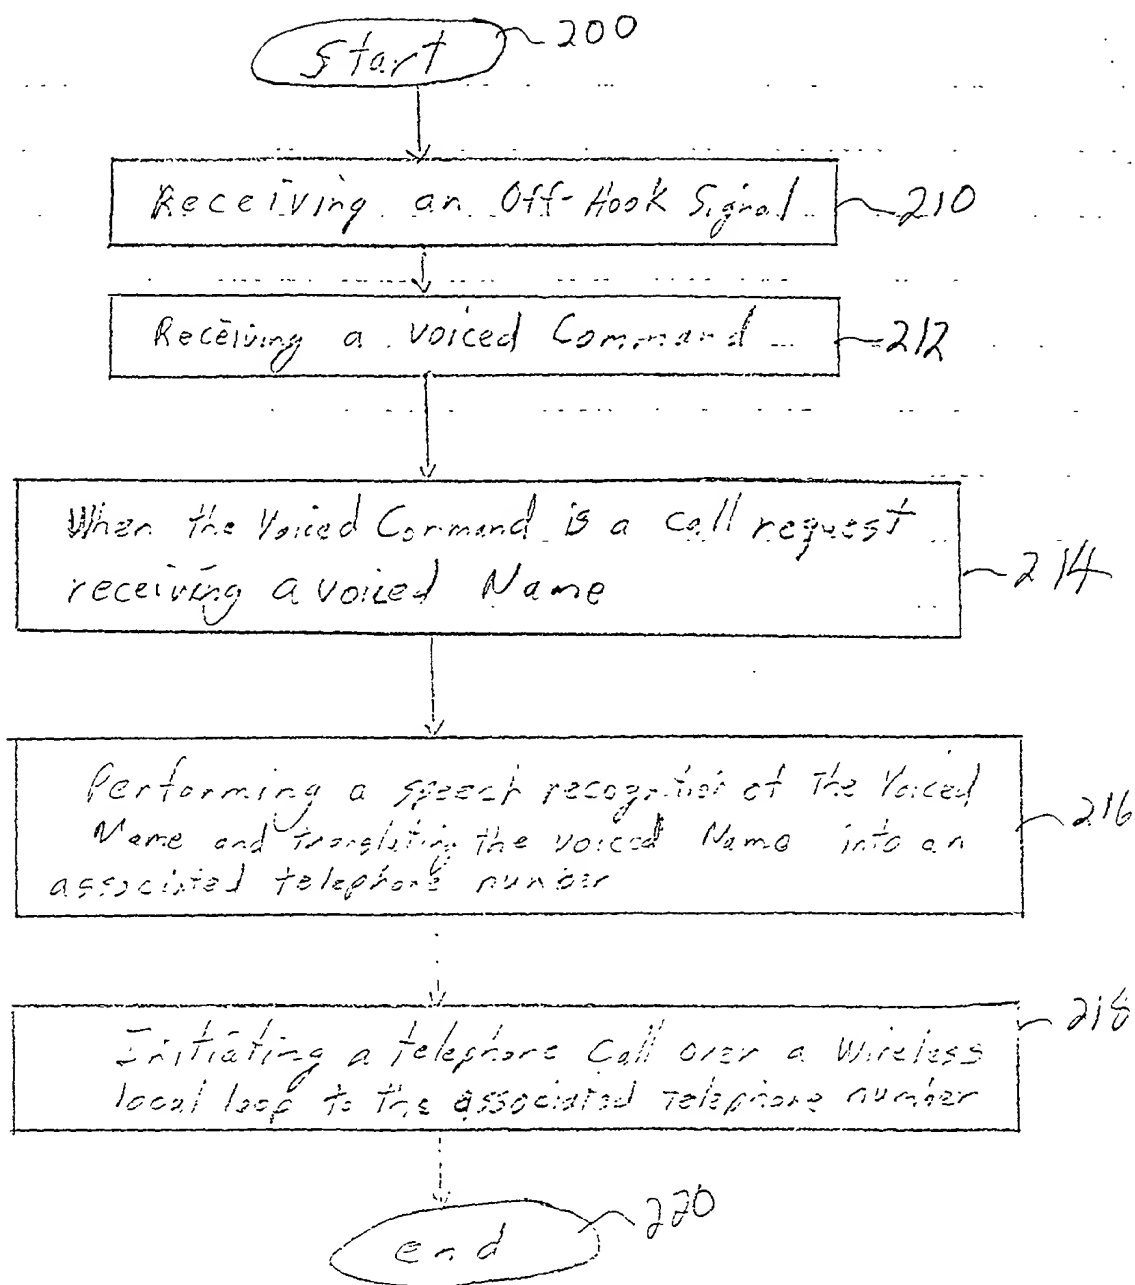 Start 200
Receiving an Off-Hook Signal 210
Receiving a voiced Command 212
When the Voiced Command is a call request
receiving a voiced Name
214
Performing a speech recognition of the Voiced
Name and translating the voiced Name into an
associated telephone number
216
Initiating a telephone Call over a Wireless
local loop to the associated Telephone number
218
end 220